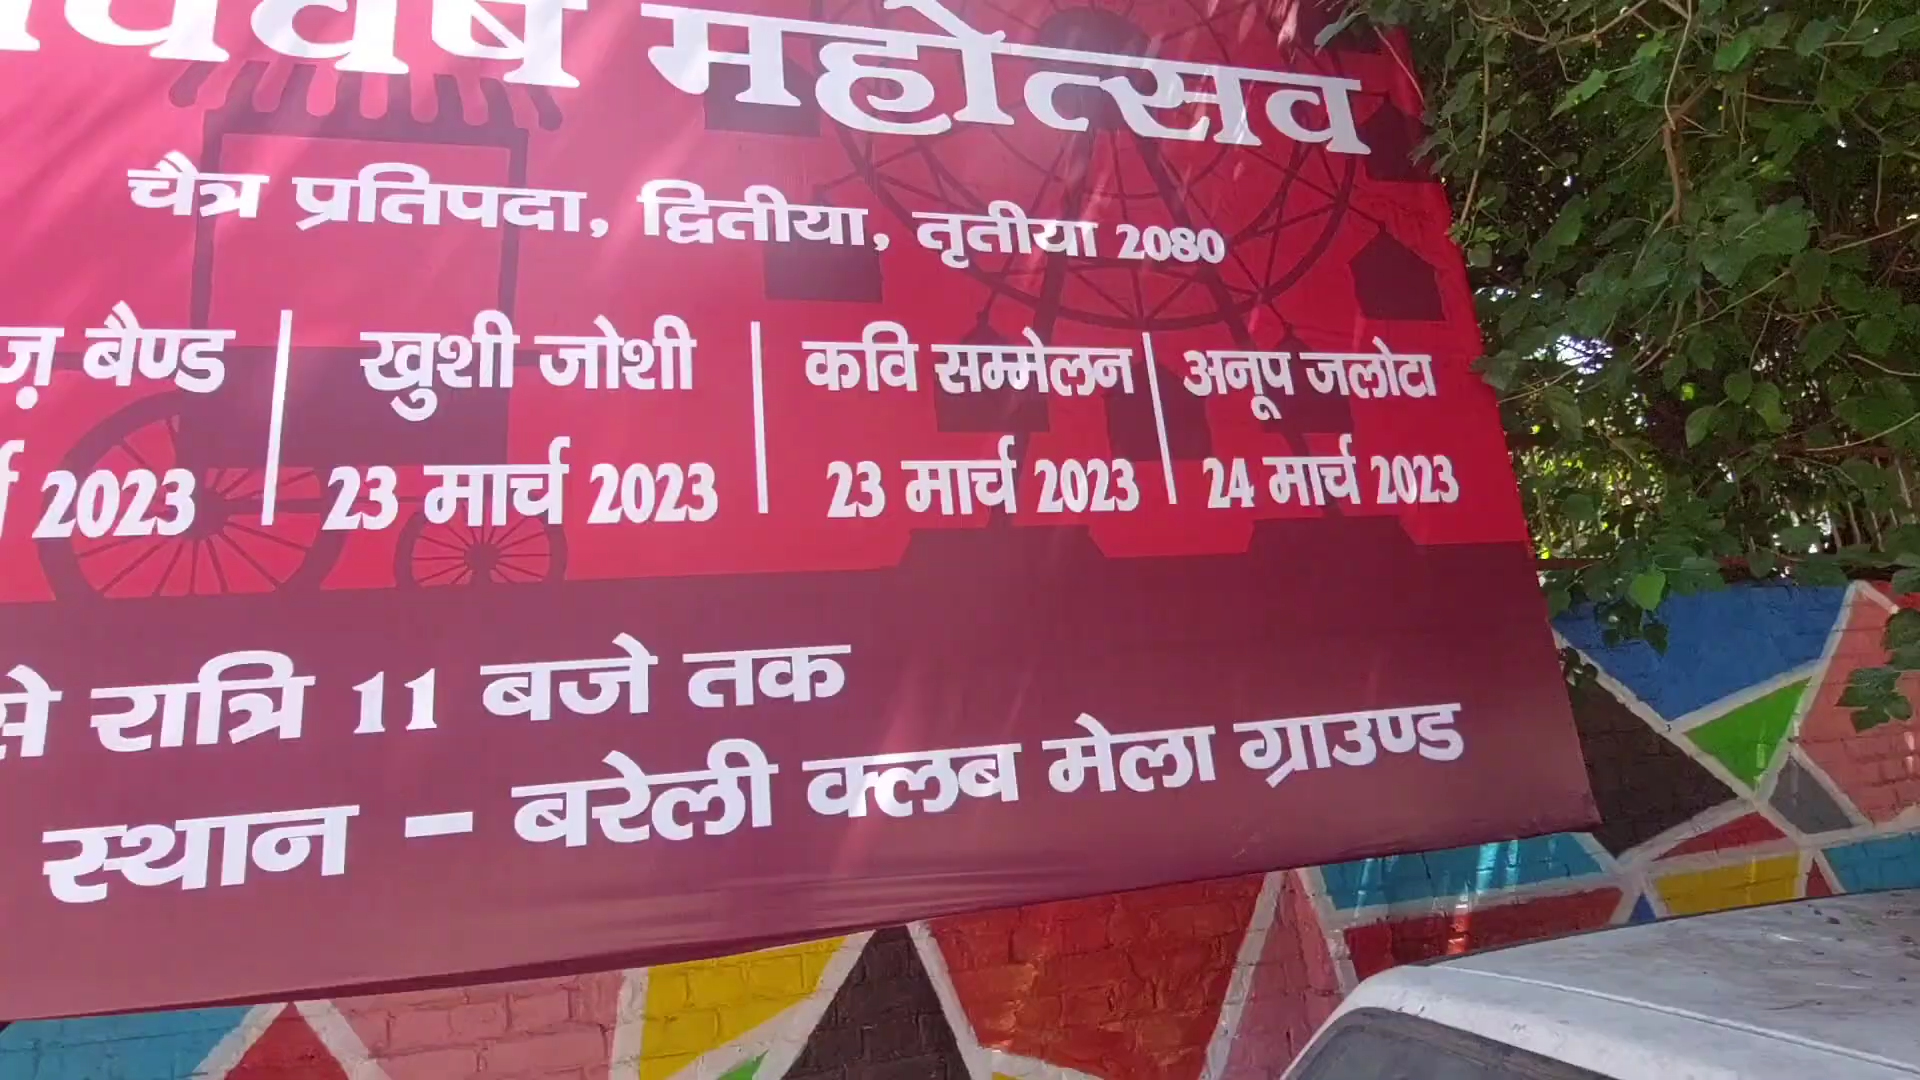 महोत्सव
चैत्र प्रतिपदा, द्वितीया, तृतीया 2080
बैण्ड | खुशी जोशी | कवि सम्मेलन | अनूप जलोटा
2023 | 23 मार्च 2023 | 23 मार्च 2023 | 24 मार्च 2023
से रात्रि 11 बजे तक
स्थान - बरेली क्लब मेला ग्राउण्ड